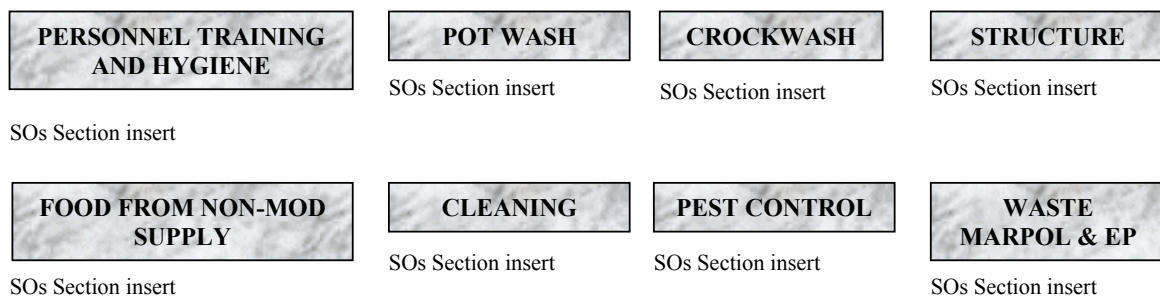 PERSONNEL TRAINING
AND HYGIENE
SOs Section insert
POT WASH
SOs Section insert
CROCKWASH
SOs Section insert
STRUCTURE
SOs Section insert
FOOD FROM NON-MOD
SUPPLY
SOs Section insert
CLEANING
SOs Section insert
PEST CONTROL
SOs Section insert
WASTE
MARPOL & EP
SOs Section insert